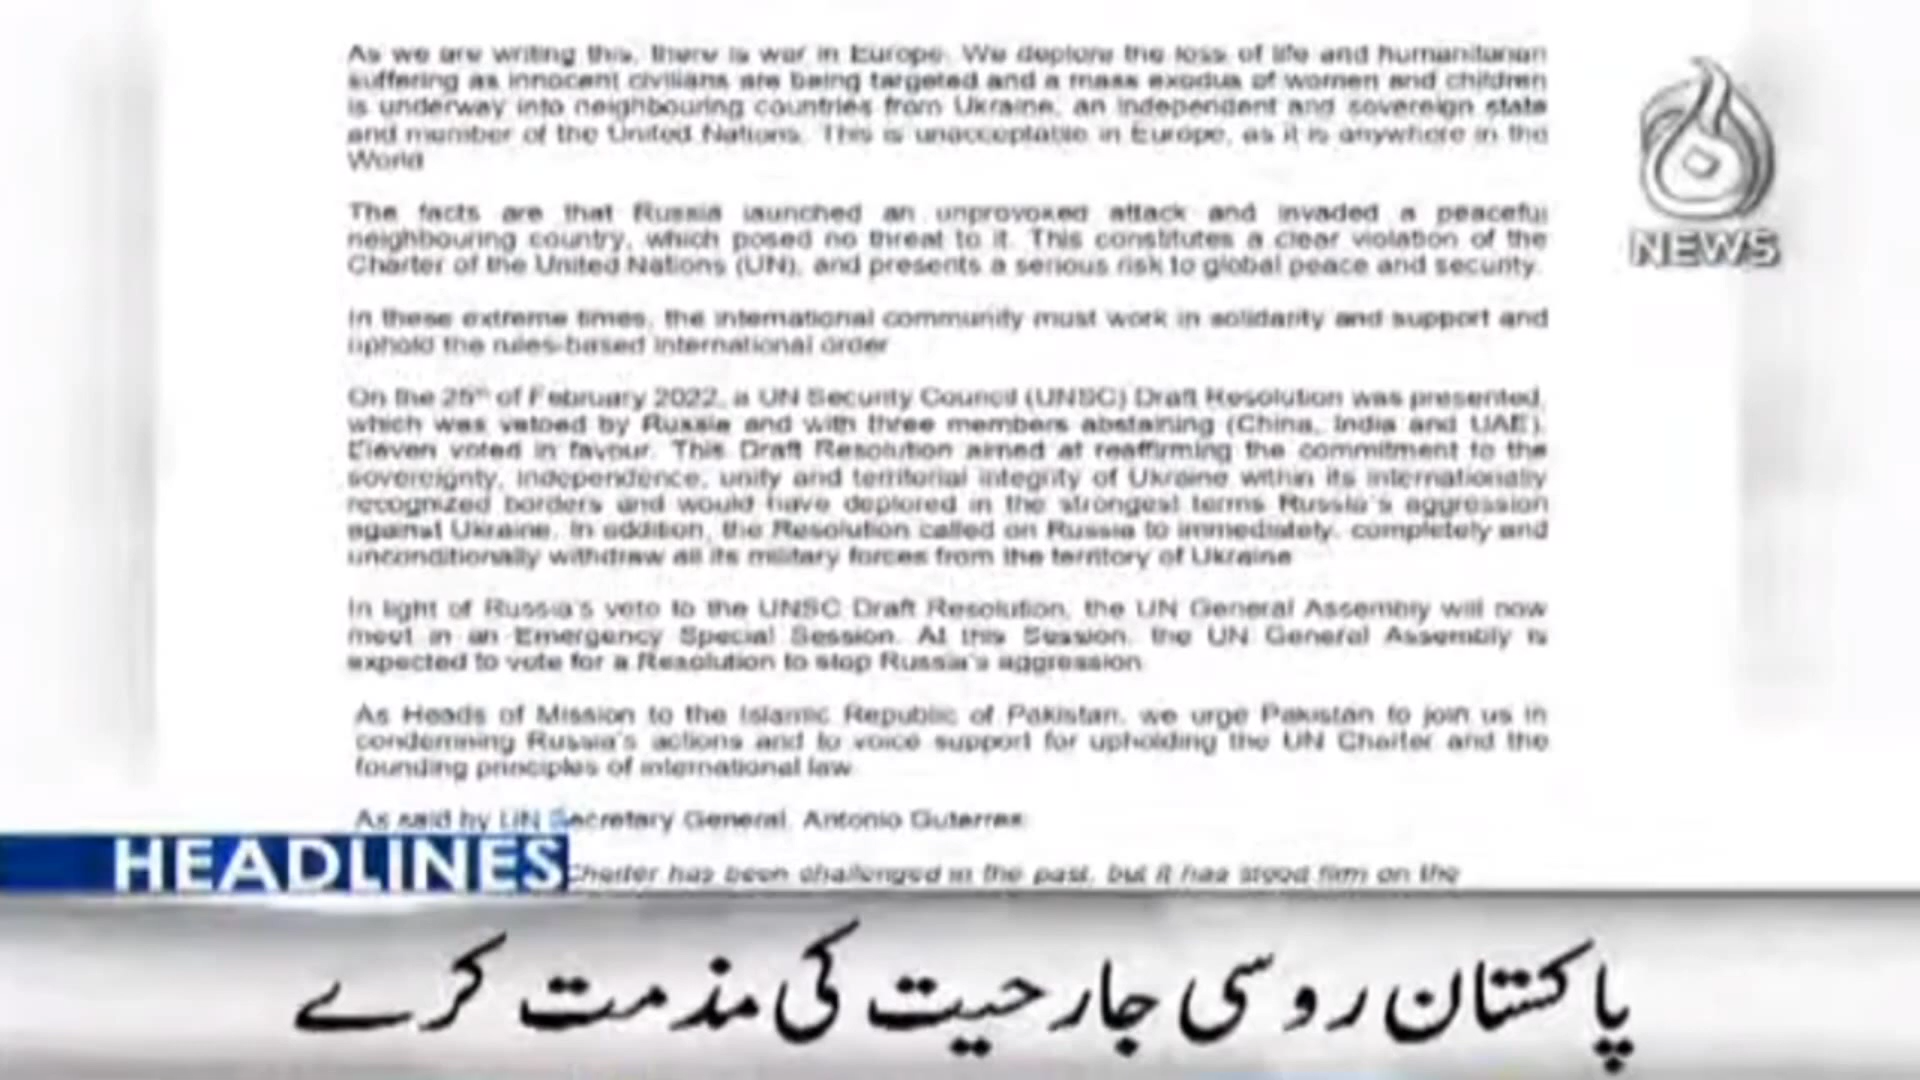 As we are writing this, there is war in Europe. We deplore the loss of life and humanitarian
suffering as innocent civilians are being targeted and a mass exodus of women and children
is underway into neighbouring countries from Ukraine, an independent and sovereign state
and member of the United Nations. This is unacceptable in Europe, as it is anywhere in the
World
The facts are that Russia launched an unprovoked attack and invaded a peaceful
neighbouring country, which posed no threat to it. This constitutes a clear violation of the
Charter of the United Nations (UN), and presents a serious risk to global peace and security.
In these extreme times, the international community must work in solidarity and support and
uphold the rules-based international order
On the 25th of February 2022, a UN Security Council (UNSC) Draft Resolution was presented,
which was vetoed by Russia and with three members abstaining (China, India and UAE).
Eleven voted in favour. This Draft Resolution aimed at reaffirming the commitment to the
sovereignty, independence, unity and territorial integrity of Ukraine within its internationally
recognized borders and would have deplored in the strongest terms Russia's aggression
against Ukraine. In addition, the Resolution called on Russia to immediately, completely and
unconditionally withdraw all its military forces from the territory of Ukraine
In light of Russia's veto to the UNSC Draft Resolution, the UN General Assembly will now
meet in an Emergency Special Session. At this Session, the UN General Assembly is
expected to vote for a Resolution to stop Russia's aggression
As Heads of Mission to the Islamic Republic of Pakistan, we urge Pakistan to join us in
condemning Russia's actions and to voice support for upholding the UN Charter and the
founding principles of international law
As said by UN Secretary General, Antonio Guterres:
Charter has been challenged in the past, but it has stood firm on the
NEWS
HEADLINES
پاکستان روسی جارحیت کی مذمت کرے